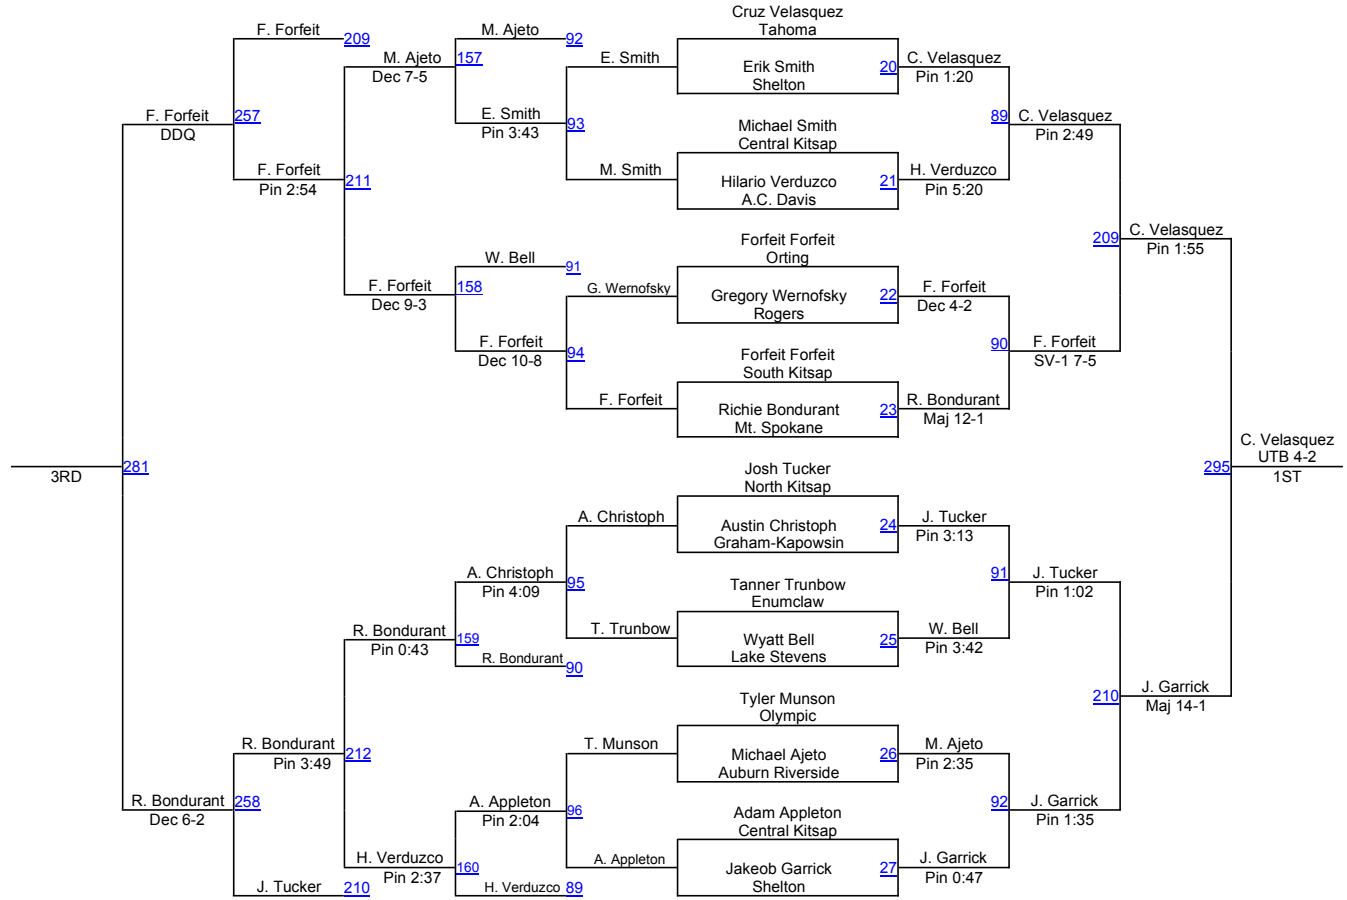 Cruz Velasquez
Tahoma
F. Forfeit
209
M. Ajeto
92
M. Ajeto
Dec 7-5
157
E. Smith
Erik Smith
Shelton
20
C. Velasquez
Pin 1:20
F. Forfeit
DDQ
257
E. Smith
Pin 3:43
93
Michael Smith
Central Kitsap
89
C. Velasquez
Pin 2:49
F. Forfeit
Pin 2:54
211
M. Smith
Hilario Verduzco
A.C. Davis
21
H. Verduzco
Pin 5:20
Forfeit Forfeit
Orting
209
C. Velasquez
Pin 1:55
W. Bell
91
F. Forfeit
Dec 9-3
158
G. Wernofsky
Gregory Wernofsky
Rogers
22
F. Forfeit
Dec 4-2
F. Forfeit
Dec 10-8
94
Forfeit Forfeit
South Kitsap
90
F. Forfeit
SV-1 7-5
F. Forfeit
Richie Bondurant
Mt. Spokane
23
R. Bondurant
Maj 12-1
3RD
281
Josh Tucker
North Kitsap
295
C. Velasquez
UTB 4-2
1ST
A. Christoph
Austin Christoph
Graham-Kapowsin
24
J. Tucker
Pin 3:13
A. Christoph
Pin 4:09
95
Tanner Trunbow
Enumclaw
91
J. Tucker
Pin 1:02
R. Bondurant
Pin 0:43
159
T. Trunbow
Wyatt Bell
Lake Stevens
25
W. Bell
Pin 3:42
R. Bondurant
90
Tyler Munson
Olympic
210
J. Garrick
Maj 14-1
R. Bondurant
Pin 3:49
212
T. Munson
Michael Ajeto
Auburn Riverside
26
M. Ajeto
Pin 2:35
R. Bondurant
Dec 6-2
258
A. Appleton
Pin 2:04
96
Adam Appleton
Central Kitsap
92
J. Garrick
Pin 1:35
H. Verduzco
Pin 2:37
160
A. Appleton
Jakeob Garrick
Shelton
27
J. Garrick
Pin 0:47
J. Tucker
210
H. Verduzco
89